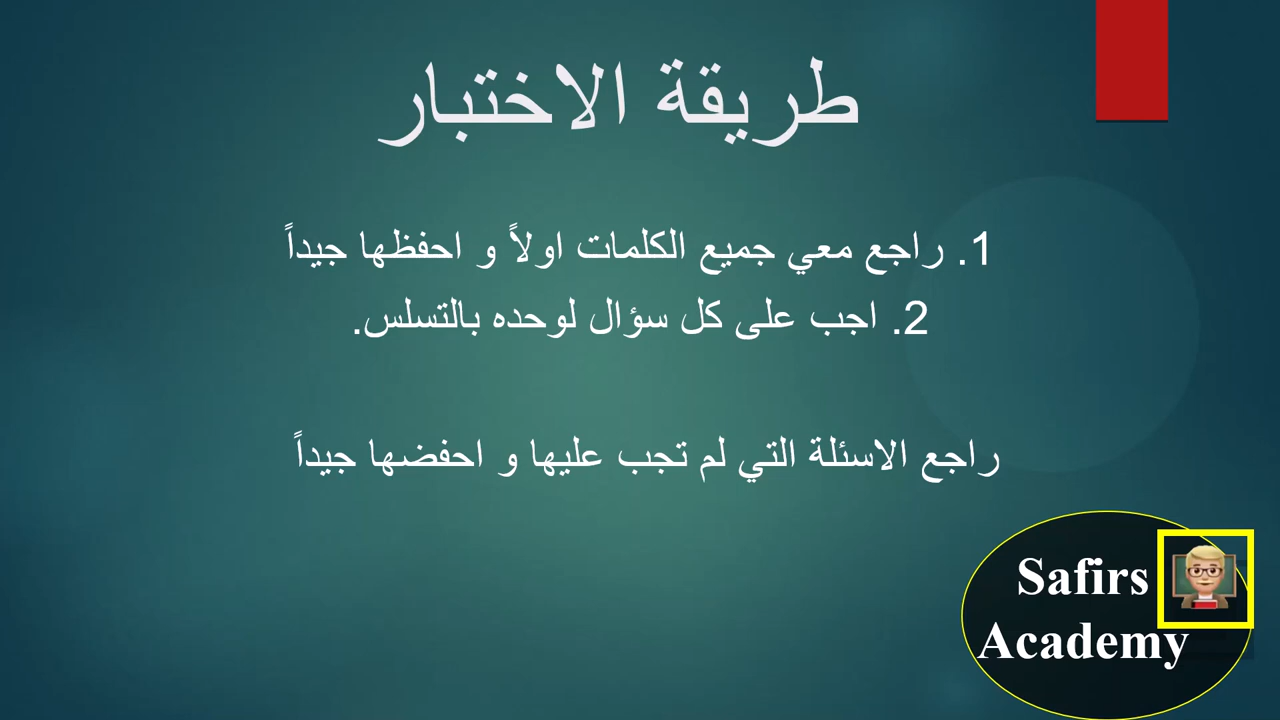 طريقة الاختبار
1. راجع معي جميع الكلمات اولاً و احفظها جيداً
2. اجب على كل سؤال لوحده بالتسلس.
راجع الاسئلة التي لم تجب عليها و احفضها جيداً
Safirs
Academy